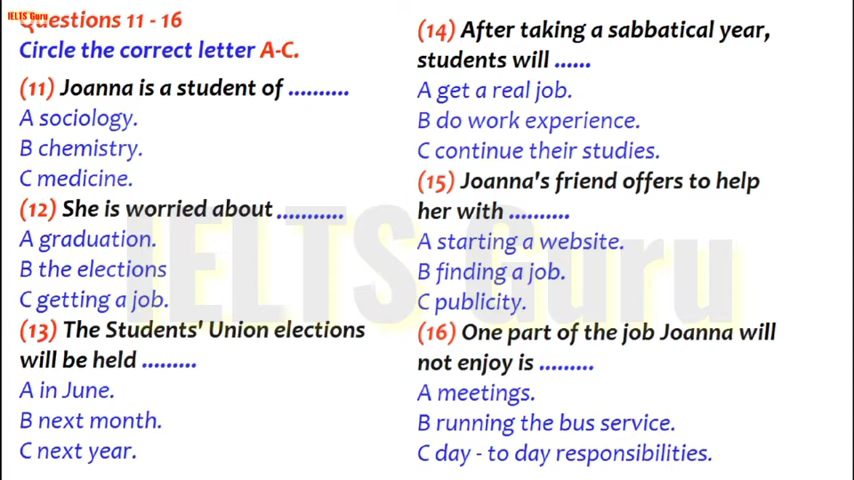 IELTS Guru
Questions 11 - 16
Circle the correct letter A-C.
(11) Joanna is a student of ..........
A sociology.
B chemistry.
C medicine.
(12) She is worried about ...........
A graduation.
B the elections
C getting a job.
(13) The Students' Union elections
will be held .........
A in June.
B next month.
C next year.
(14) After taking a sabbatical year,
students will ......
A get a real job.
B do work experience.
C continue their studies.
(15) Joanna's friend offers to help
her with ..........
A starting a website.
B finding a job.
C publicity.
(16) One part of the job Joanna will
not enjoy is .........
A meetings.
B running the bus service.
C day - to day responsibilities.
IELTS Guru